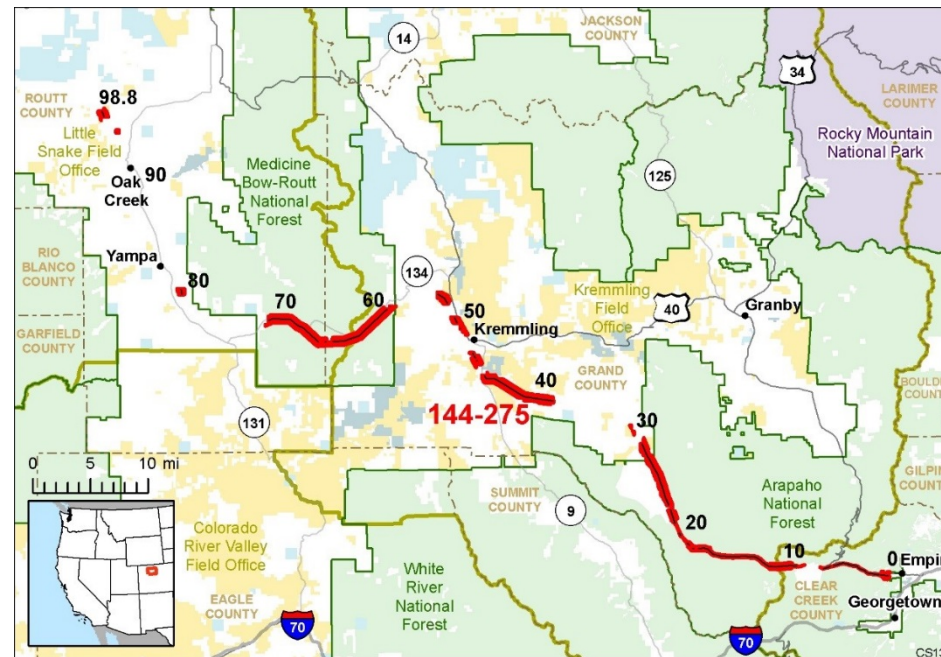 JACKSON
COUNTY
14
34
LARIMER
COUNTY
ROUTT
COUNTY
98.8
Little
Snake Field
Office
Medicine
Bow-Routt
National
Forest
125
Rocky Mountain
National Park
90
Oak
Creek
RIO
BLANCO
COUNTY
Yampa
80
70
60
134
50
Kremmling
Kremmling
Field
Office
40
Granby
GARFIELD
COUNTY
GRAND
COUNTY
40
144-275
BOULD
COUN
131
30
0 5 10 mi
SUMMIT
COUNTY
9
20
Arapaho
National
Forest
10
GILPIN
COUNT
Colorado
River Valley
Field Office
White
River
National
Forest
0
Empir
CLEAR
CREEK
COUNTY
Georgetown
EAGLE
COUNTY
70
70
CS13